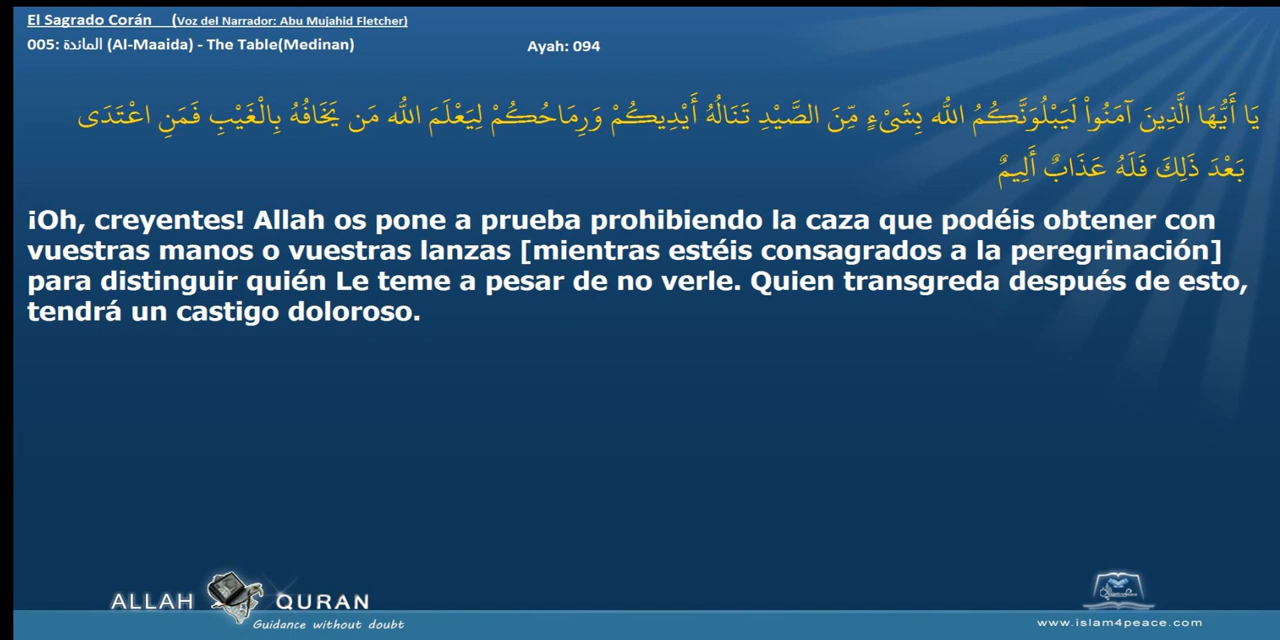 El Sagrado Corán (Voz del Narrador: Abu Mujahid Fletcher)
005: المائدة (Al-Maaida) - The Table(Medinan) Ayah: 094
يَا أَيُّهَا الَّذِينَ آمَنُواْ لَيَبْلُوَنَّكُمُ اللّهُ بِشَيْءٍ مِّنَ الصَّيْدِ تَنَالُهُ أَيْدِيكُمْ وَرِمَاحُكُمْ لِيَعْلَمَ اللّهُ مَن يَخَافُهُ بِالْغَيْبِ فَمَنِ اعْتَدَى
بَعْدَ ذَلِكَ فَلَهُ عَذَابٌ أَلِيمٌ
¡Oh, creyentes! Allah os pone a prueba prohibiendo la caza que podéis obtener con
vuestras manos o vuestras lanzas [mientras estéis consagrados a la peregrinación]
para distinguir quién Le teme a pesar de no verle. Quien transgreda después de esto,
tendrá un castigo doloroso.
ALLAH QURAN
Guidance without doubt
www.islam4peace.com